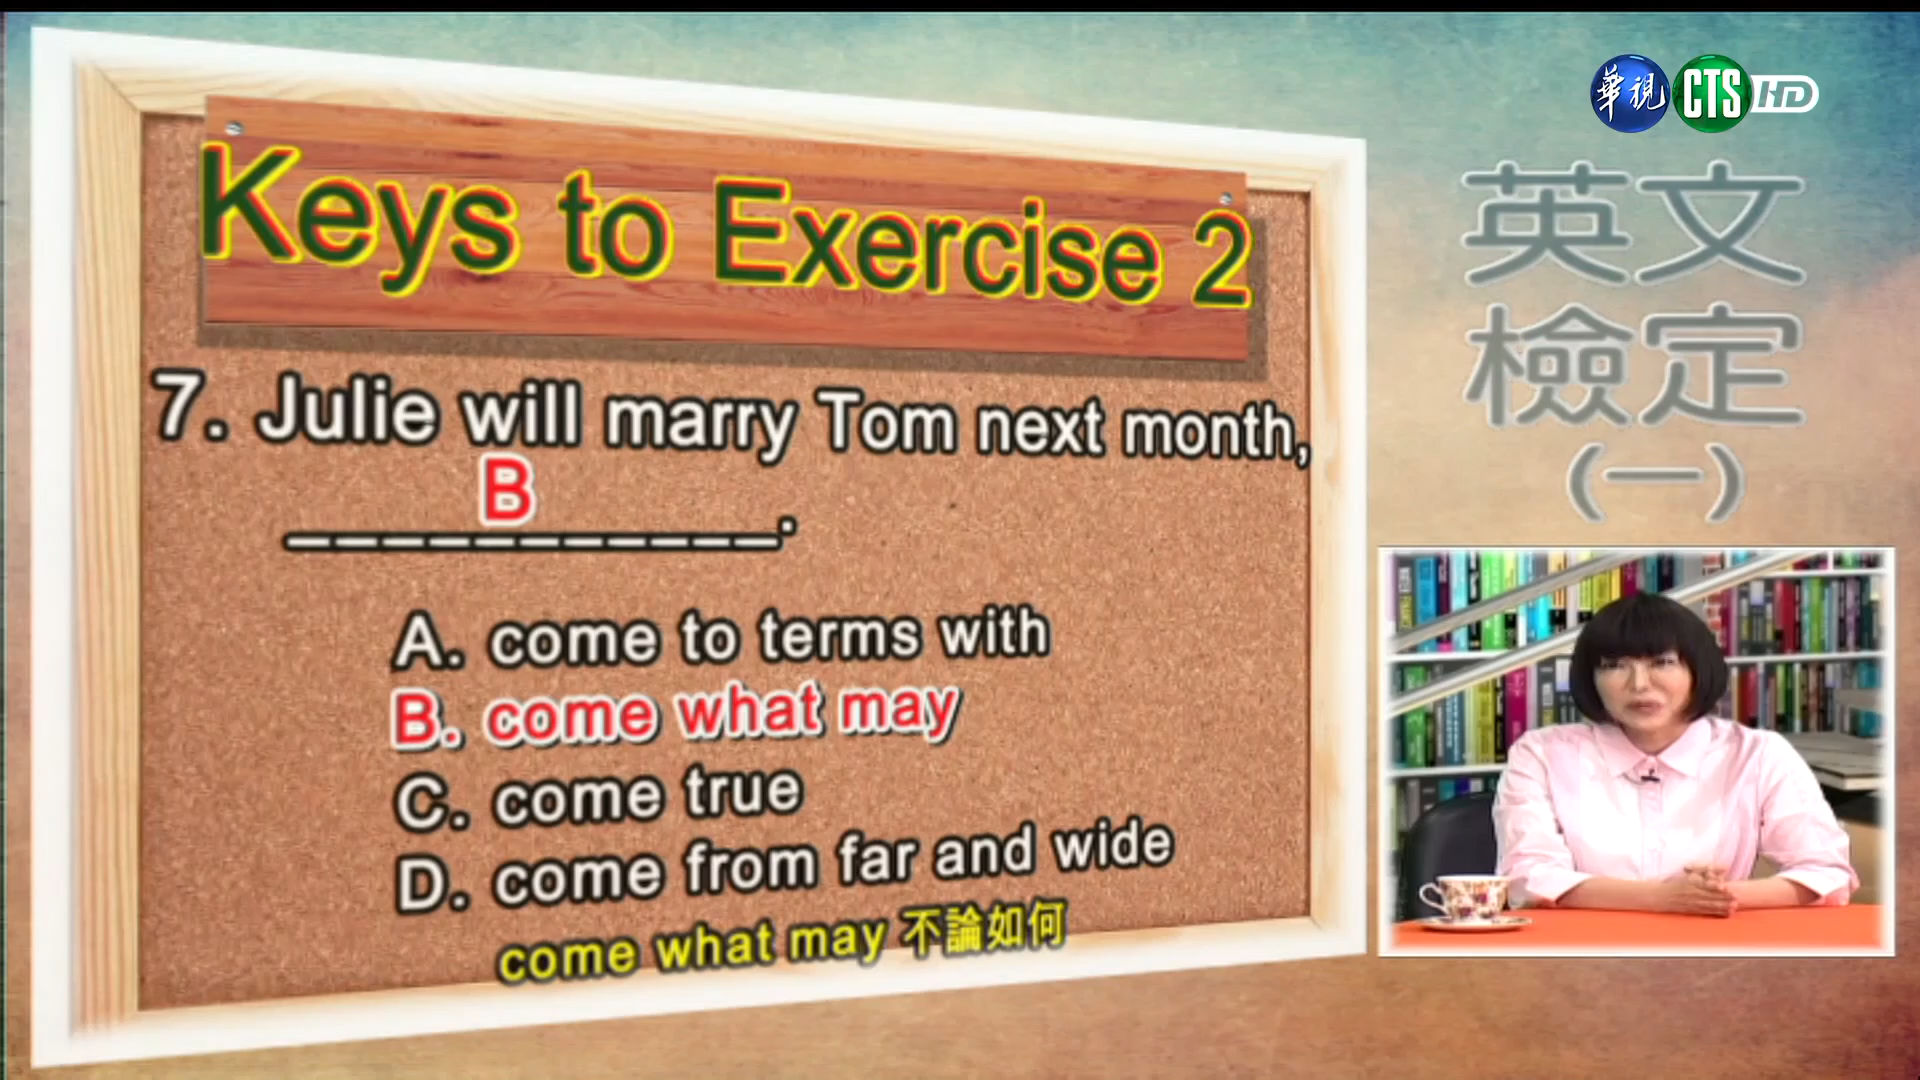 華視 CTS HD
英文
檢定
(一)
Keys to Exercise 2
7. Julie will marry Tom next month,
B
____________.
A. come to terms with
B. come what may
C. come true
D. come from far and wide
come what may 不論如何